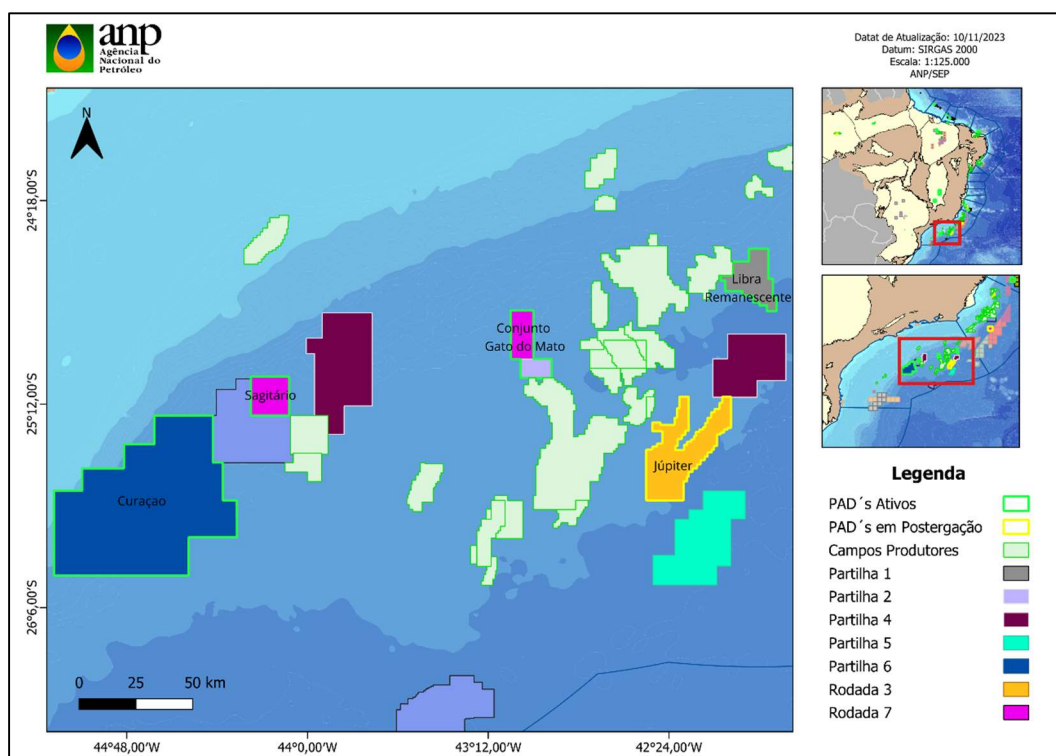 anp
Agência
Nacional do
Petróleo
Datat de Atualização: 10/11/2023
Datum: SIRGAS 2000
Escala: 1:125.000
ANP/SEP
N
24°18,00'S
25°12,00'S
26°6,00'S
Libra
Remanescente
Conjunto
Gato do Mato
Sagitário
Júpiter
Curaçao
0 25 50 km
44°48,00'W
44°0,00'W
43°12,00'W
42°24,00'W
Legenda
PAD´s Ativos
PAD´s em Postergação
Campos Produtores
Partilha 1
Partilha 2
Partilha 4
Partilha 5
Partilha 6
Rodada 3
Rodada 7